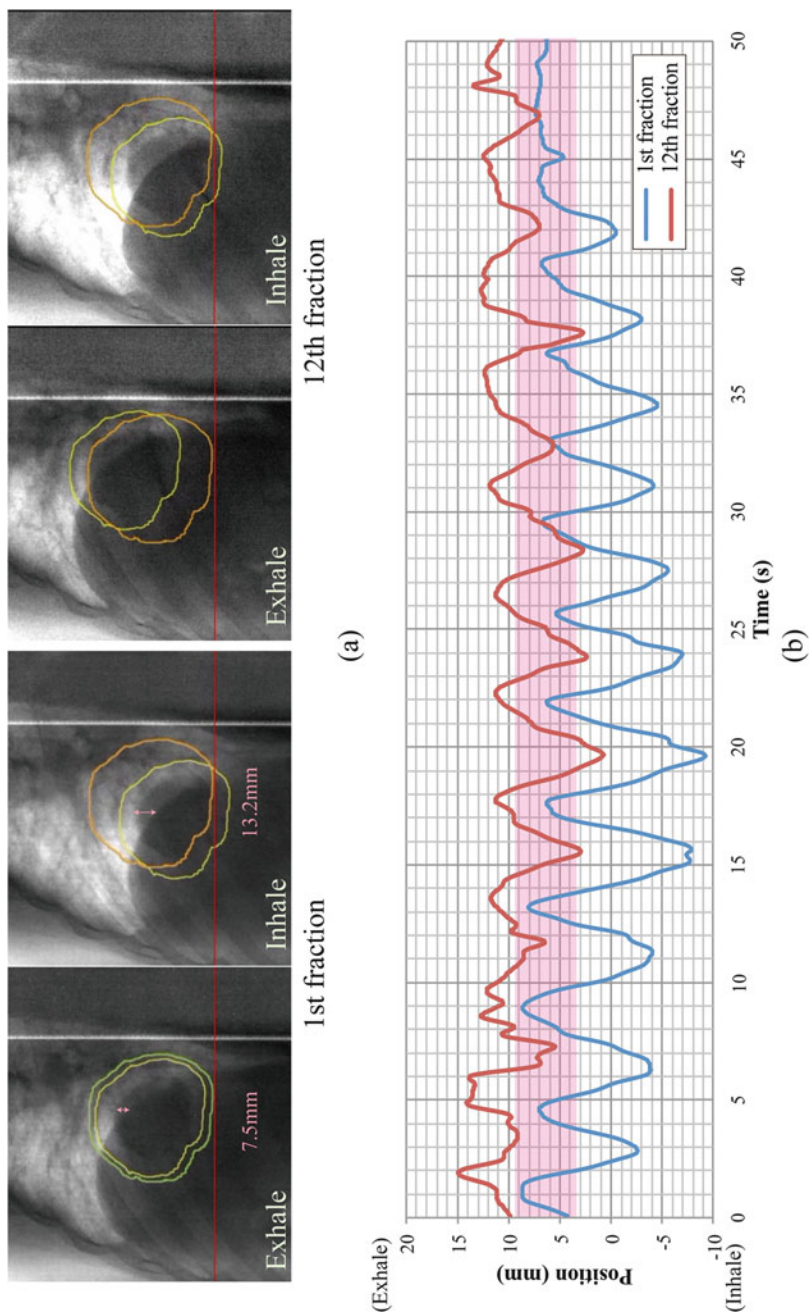 Exhale
7.5mm
Inhale
13.2mm
Exhale
Inhale
1st fraction
12th fraction
(a)
(Exhale)
20
15
10
5
0
-5
-10
(Inhale)
Position (mm)
0
5
10
15
20
25
30
35
40
45
50
Time (s)
1st fraction
12th fraction
(b)